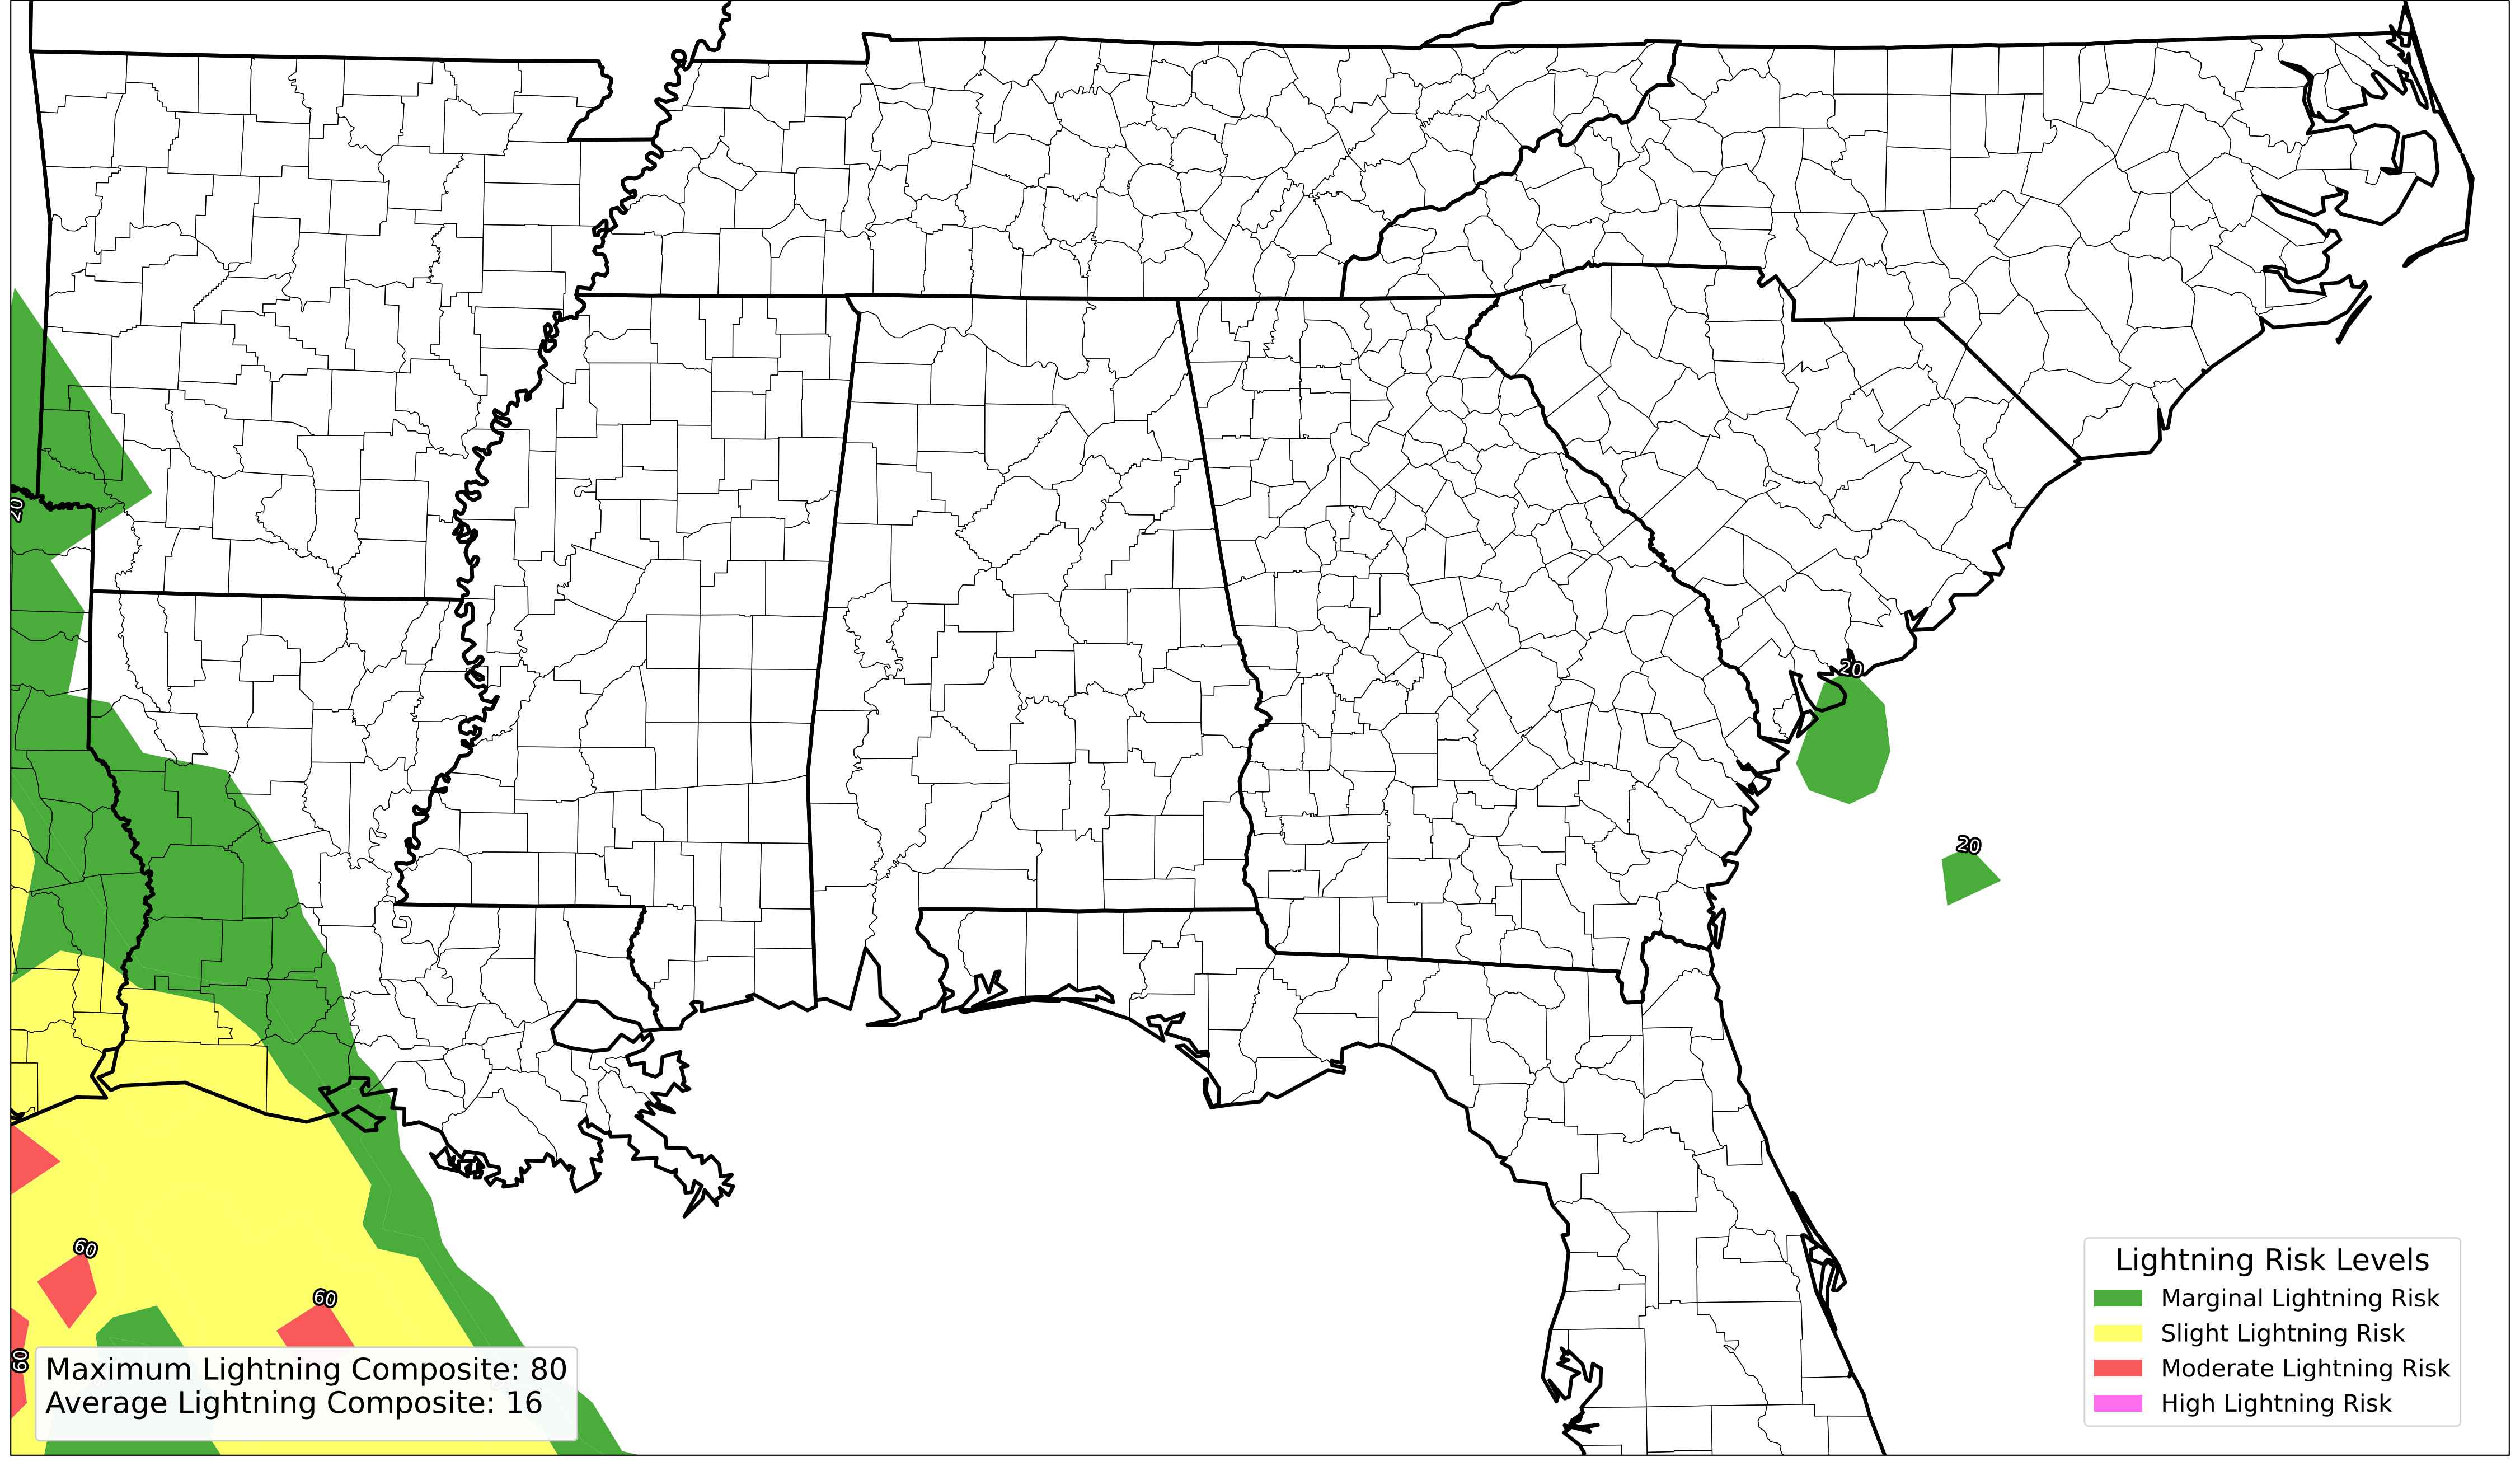 20
20
20
60
60
60
Maximum Lightning Composite: 80
Average Lightning Composite: 16
Lightning Risk Levels
Marginal Lightning Risk
Slight Lightning Risk
Moderate Lightning Risk
High Lightning Risk